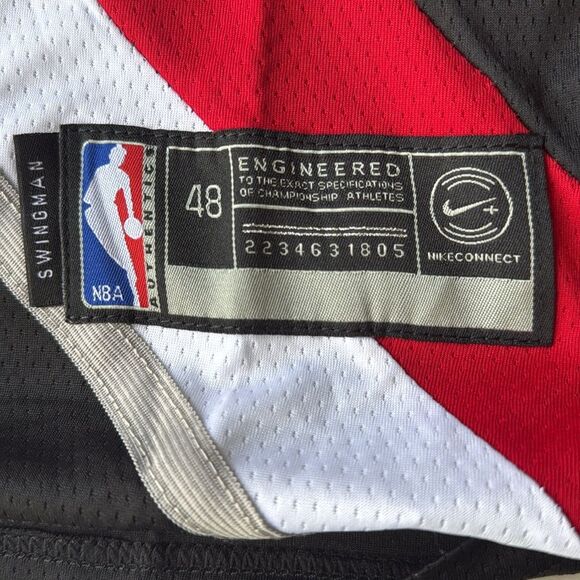 SWINGMAN
NBA
AUTHENTICS
48
ENGINEERED
TO THE EXACT SPECIFICATIONS
OF CHAMPIONSHIP ATHLETES
2234631805
NIKECONNECT